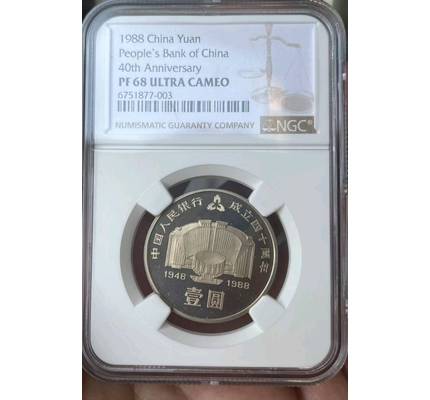 1988 China Yuan
People's Bank of China
40th Anniversary
PF 68 ULTRA CAMEO
6751877-003
NUMISMATIC GUARANTY COMPANY
NGC®
中国人民银行 成立四十周年
1948 1988
壹圆